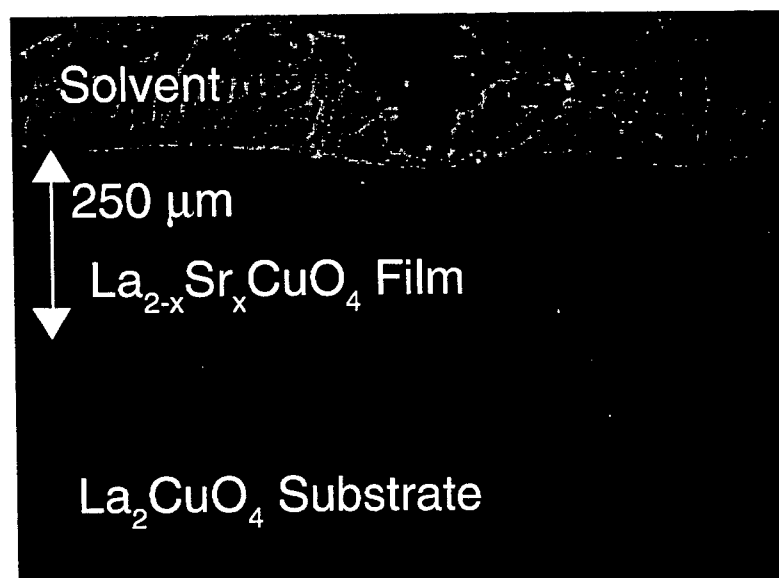 Solvent
250 μm
La₂₋ₓSrₓCuO₄ Film
La₂CuO₄ Substrate